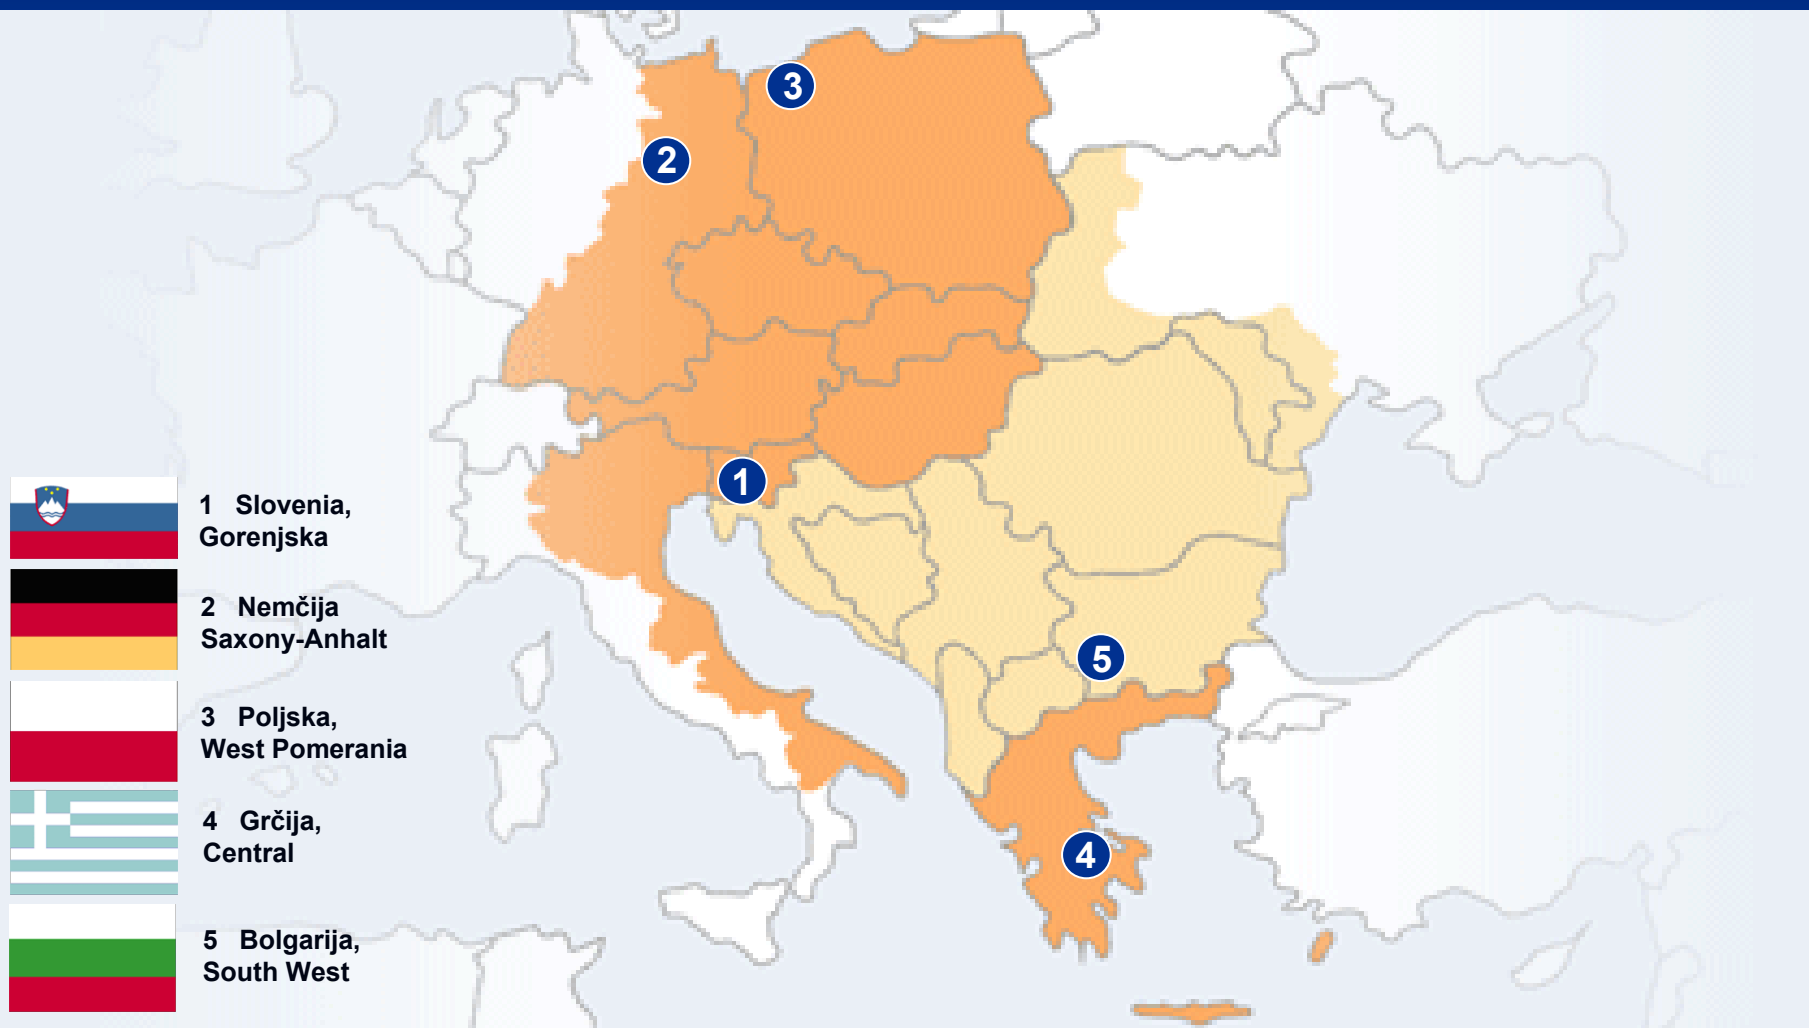 3
2
1
5
4
1 Slovenia,
Gorenjska
2 Nemčija
Saxony-Anhalt
3 Poljska,
West Pomerania
4 Grčija,
Central
5 Bolgarija,
South West